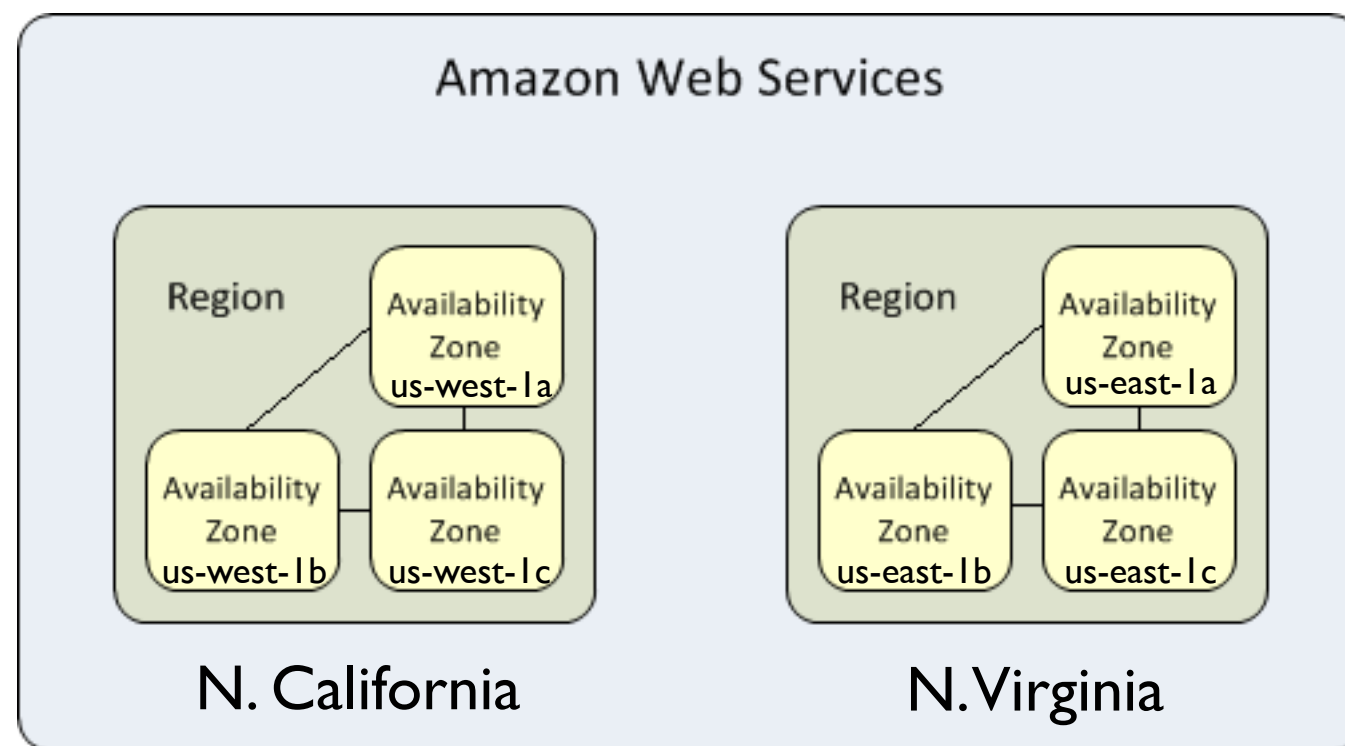 Amazon Web Services
Region
Availability
Zone
us-west-1a
Availability
Zone
us-west-1b
Availability
Zone
us-west-1c
N. California
Region
Availability
Zone
us-east-1a
Availability
Zone
us-east-1b
Availability
Zone
us-east-1c
N. Virginia